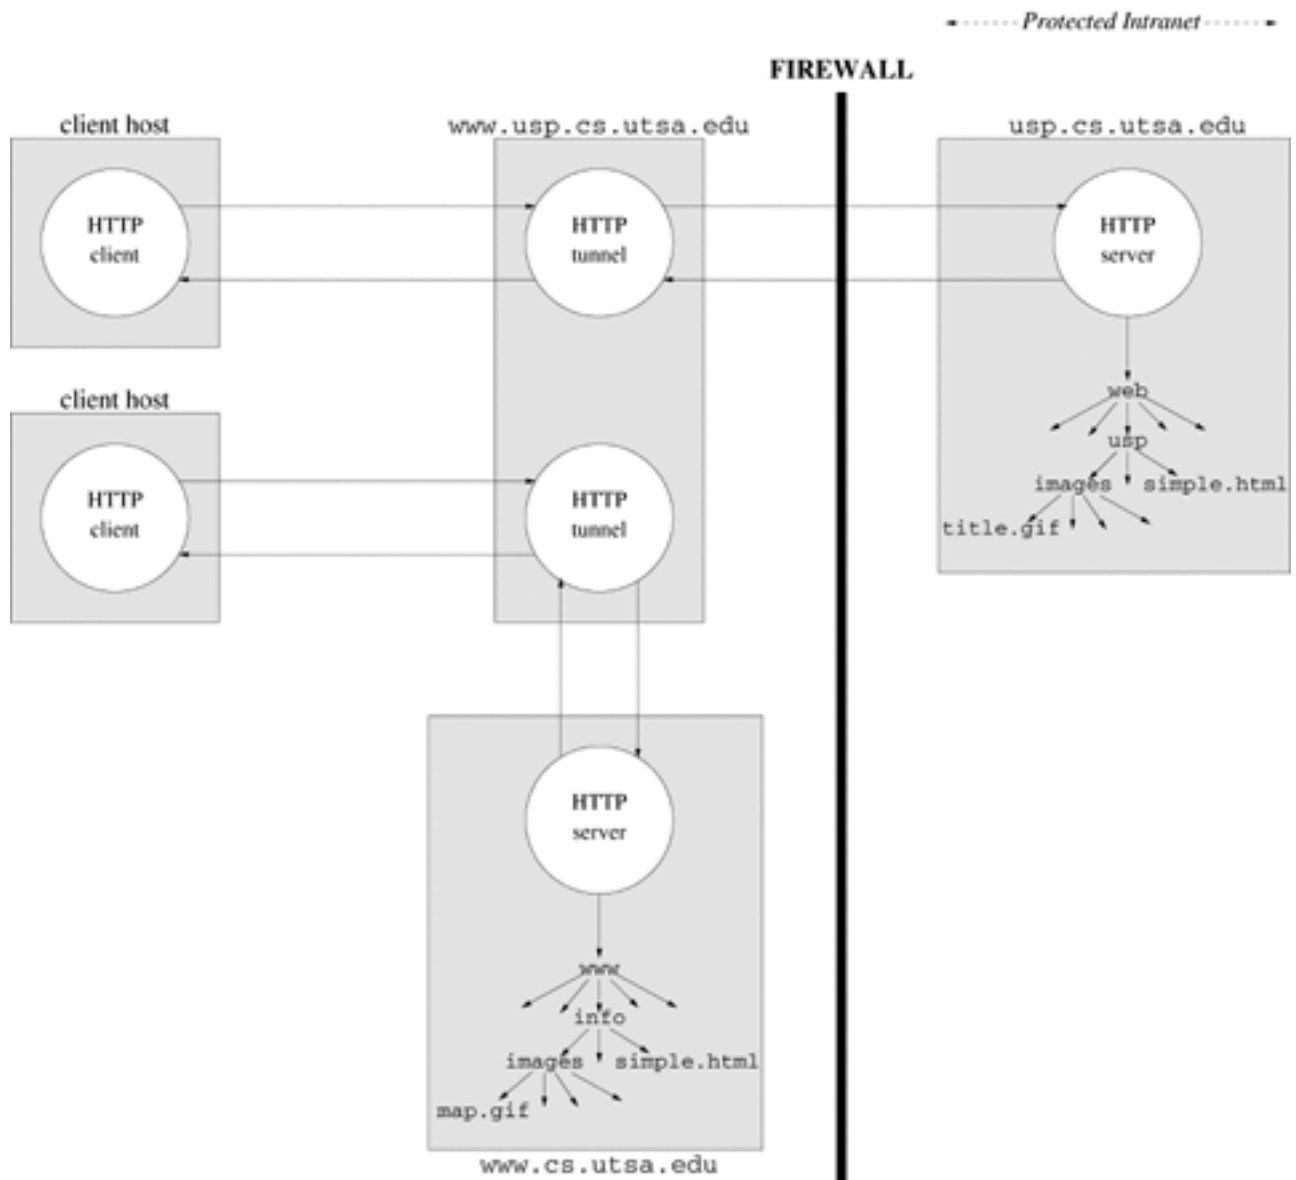 Protected Intranet
FIREWALL
client host
www.usp.cs.utsa.edu
usp.cs.utsa.edu
HTTP
client
HTTP
tunnel
HTTP
server
web
usp
images
simple.html
title.gif
client host
HTTP
client
HTTP
tunnel
HTTP
server
www
info
images
simple.html
map.gif
www.cs.utsa.edu